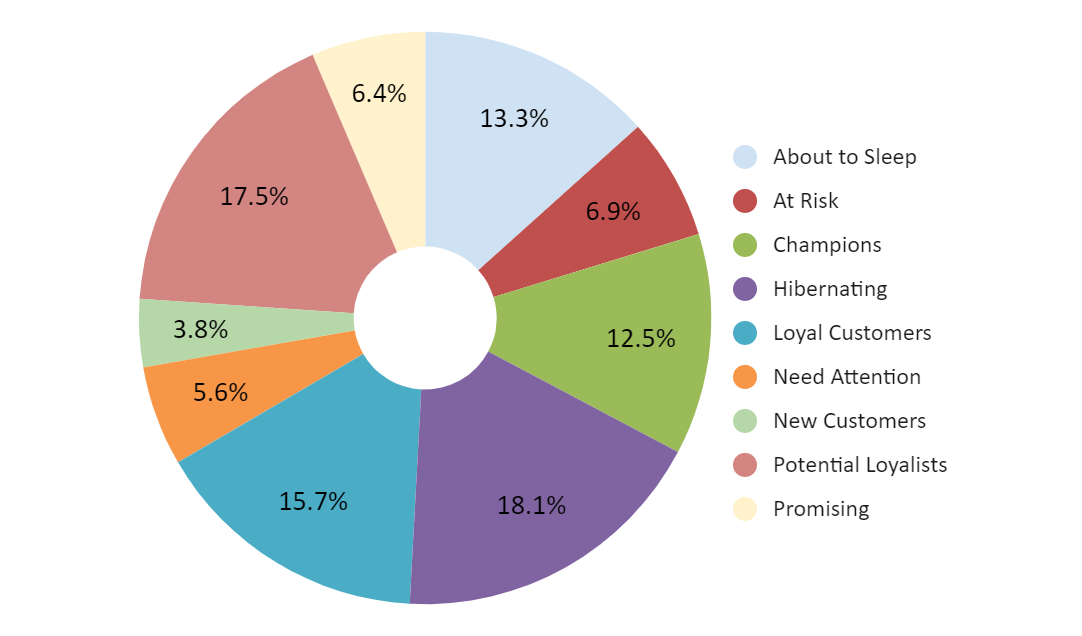 6.4%
13.3%
17.5%
6.9%
3.8%
12.5%
5.6%
15.7%
18.1%
About to Sleep
At Risk
Champions
Hibernating
Loyal Customers
Need Attention
New Customers
Potential Loyalists
Promising